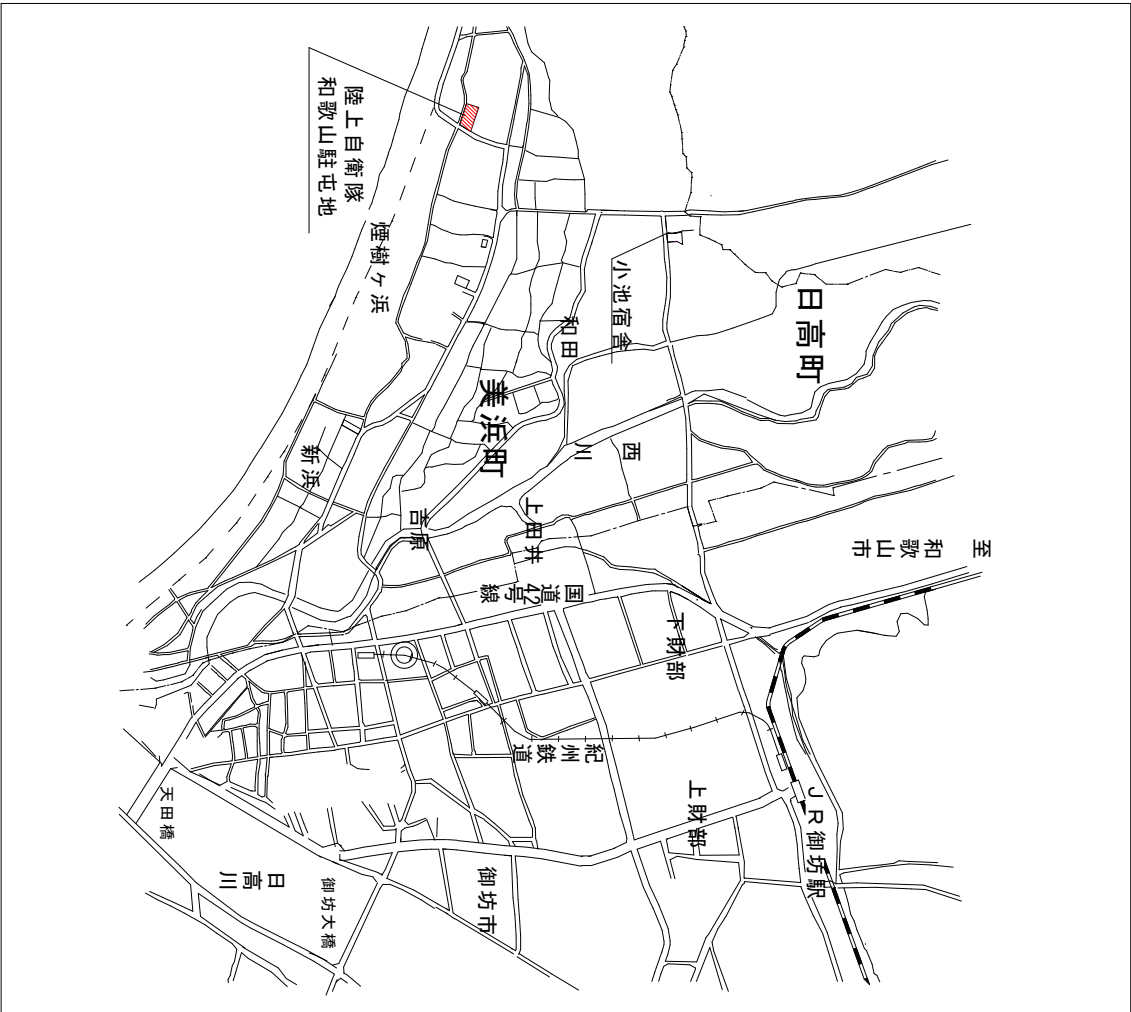 陸上自衛隊
和歌山駐屯地
煙樹ヶ浜
小池宿舎
和田
日高町
美浜町
西川
新浜
吉原
上田井
至 和歌山市
国道42号線
下財部
紀州鉄道
上財部
JR御坊駅
天田橋
日高川
御坊大橋
御坊市